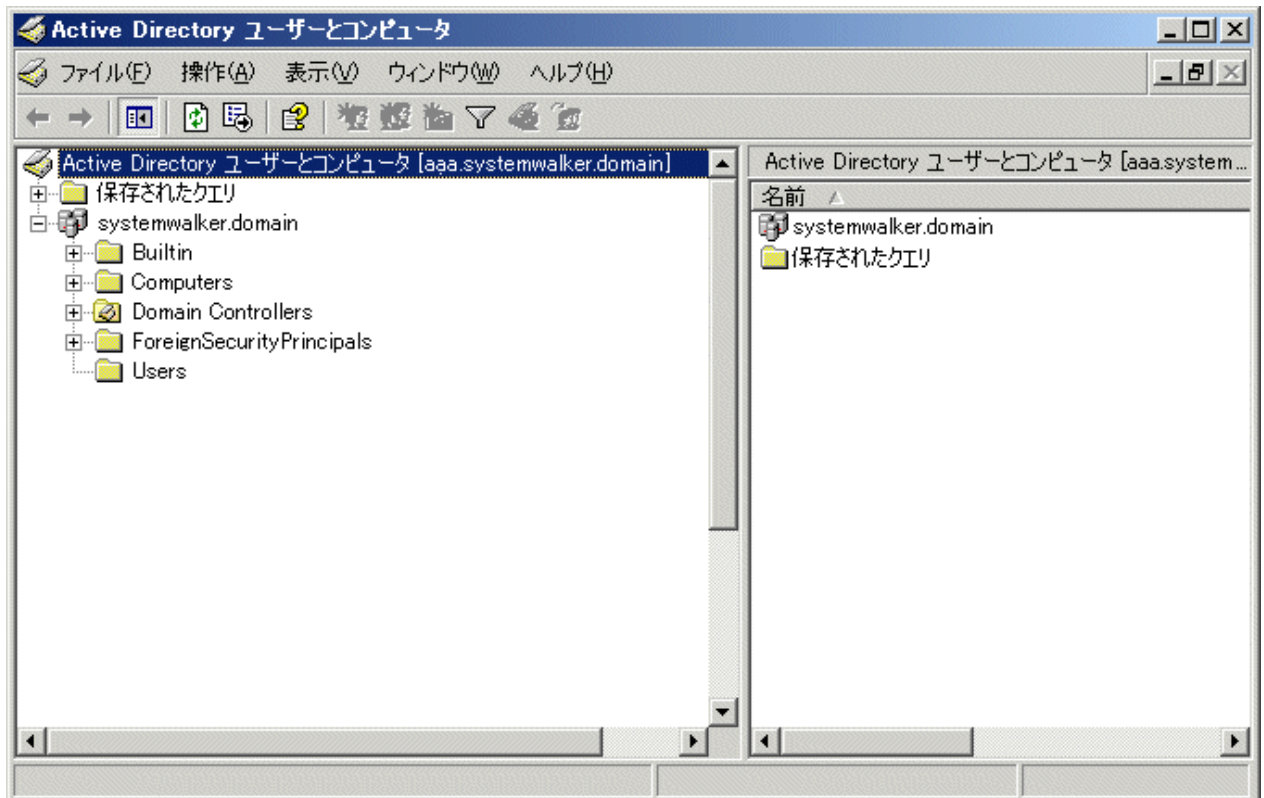 Active Directory ユーザーとコンピュータ
ファイル(F) 操作(A) 表示(V) ウィンドウ(W) ヘルプ(H)
Active Directory ユーザーとコンピュータ [aaa.systemwalker.domain]
保存されたクエリ
systemwalker.domain
Builtin
Computers
Domain Controllers
ForeignSecurityPrincipals
Users
Active Directory ユーザーとコンピュータ [aaa.system...
名前
systemwalker.domain
保存されたクエリ